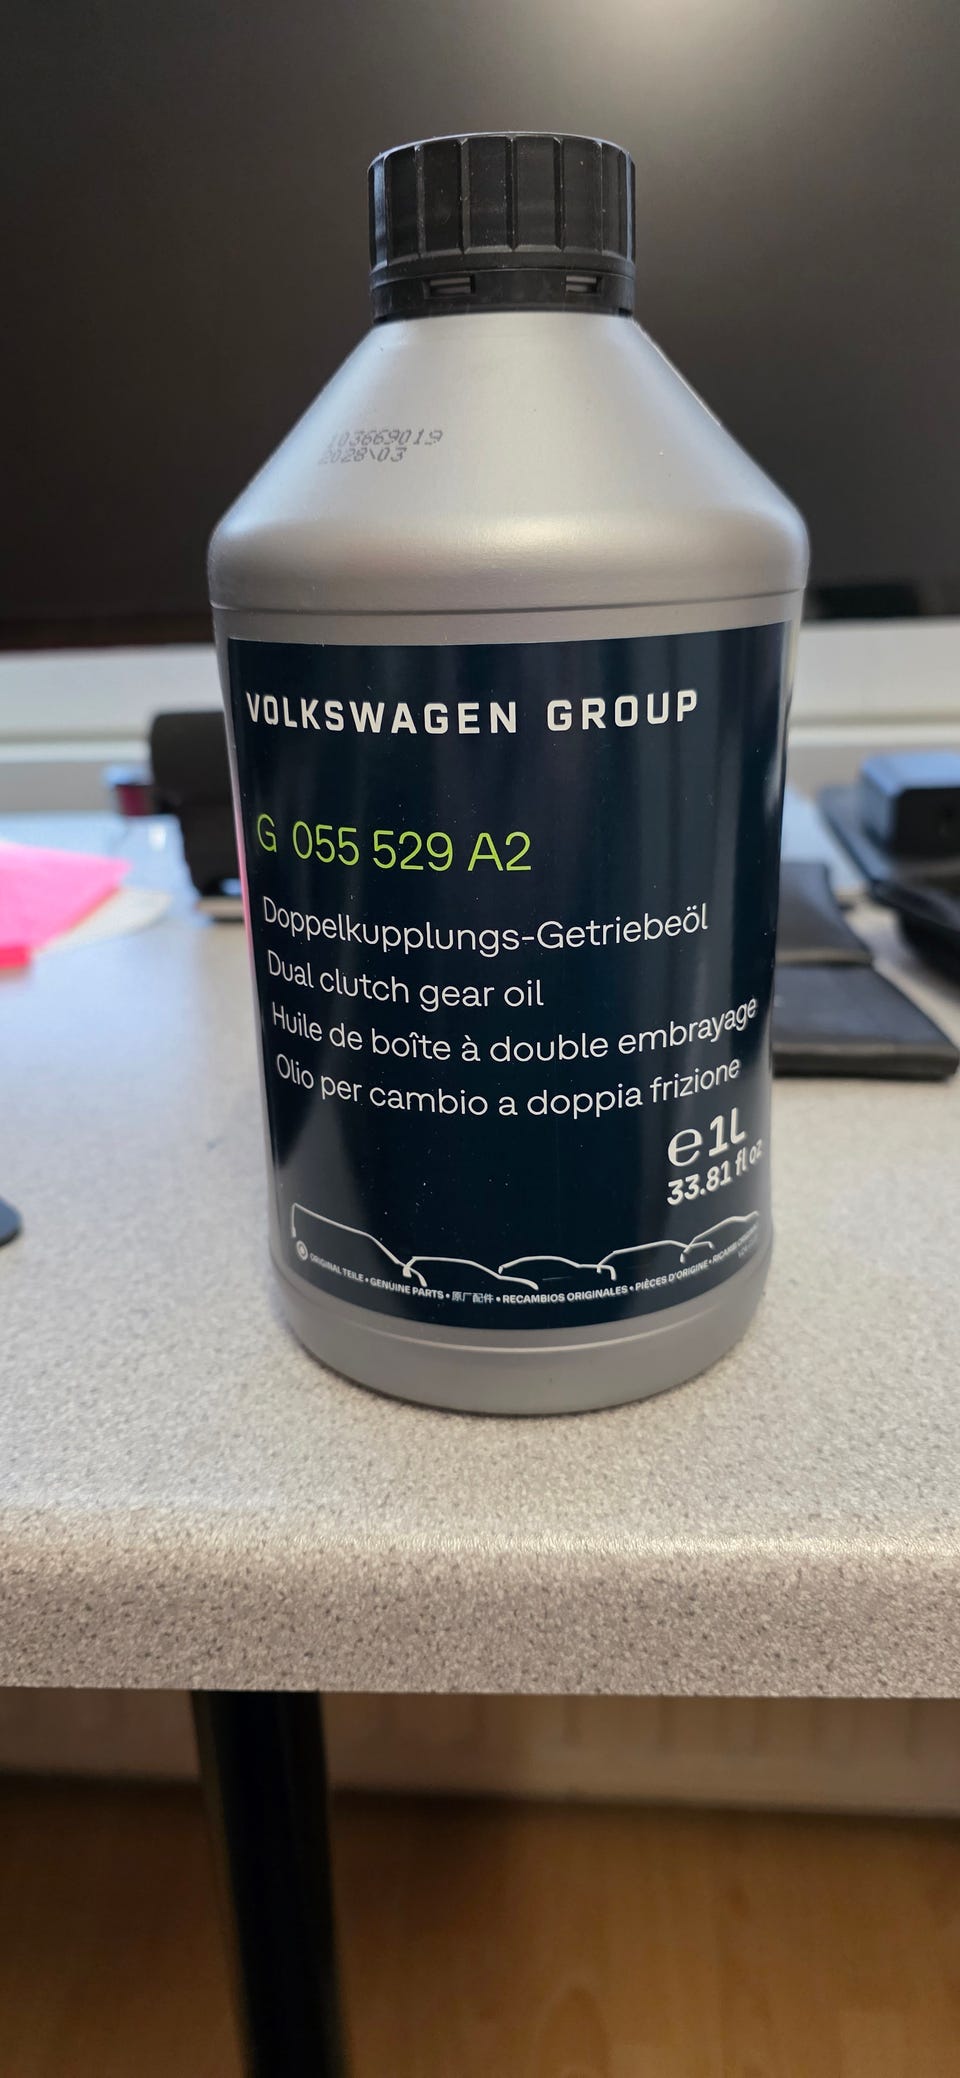 103669019
2028\03
VOLKSWAGEN GROUP
G 055 529 A2
Doppelkupplungs-Getriebeöl
Dual clutch gear oil
Huile de boîte à double embrayage
Olio per cambio a doppia frizione
℮ 1L
33.81 fl oz
ORIGINAL TEILE • GENUINE PARTS • 原厂配件 • RECAMBIOS ORIGINALES • PIÈCES D'ORIGINE • RICAMBI